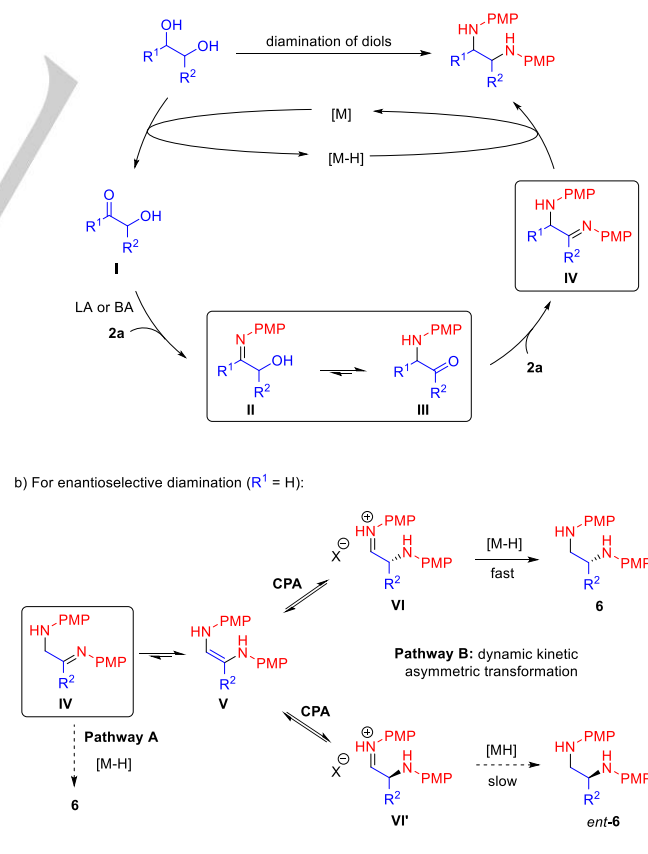 OH
OH
R1
R2
diamination of diols
HN-PMP
H
N-PMP
R1
R2
[M]
[M-H]
O
OH
R1
R2
I
LA or BA
2a
N-PMP
OH
R1
R2
II
HN-PMP
O
R1
R2
III
2a
HN-PMP
N-PMP
R1
R2
IV
b) For enantioselective diamination (R1 = H):
HN-PMP
N-PMP
R2
IV
Pathway A
[M-H]
6
HN-PMP
H
N-PMP
R2
V
CPA
CPA
X⊖
⊕
HN-PMP
H
N-PMP
R2
VI
[M-H]
fast
HN-PMP
H
N-PMP
R2
6
Pathway B: dynamic kinetic
asymmetric transformation
X⊖
⊕
HN-PMP
H
N-PMP
R2
VI'
[MH]
slow
HN-PMP
H
N-PMP
R2
ent-6